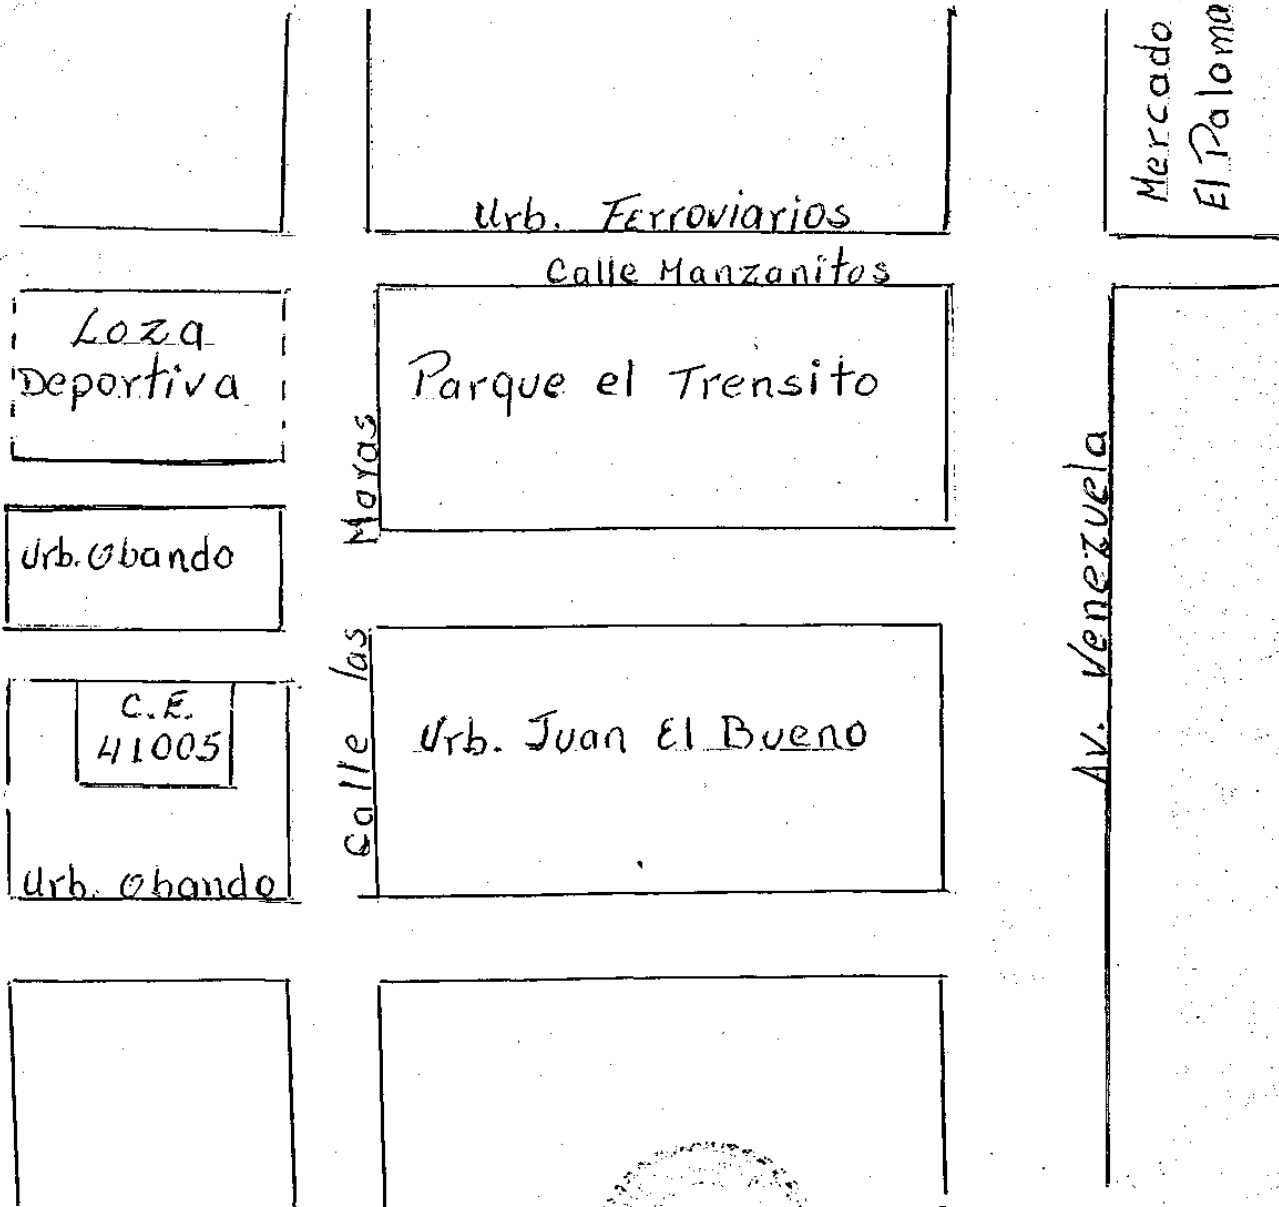 Mercado
El Paloma
Urb. Ferroviarios
Calle Manzanitos
Loza
Deportiva
Parque el Trensito
Calle las Moras
Av. Venezuela
Urb. Obando
C.E.
41005
Urb. Juan El Bueno
Urb. Obando